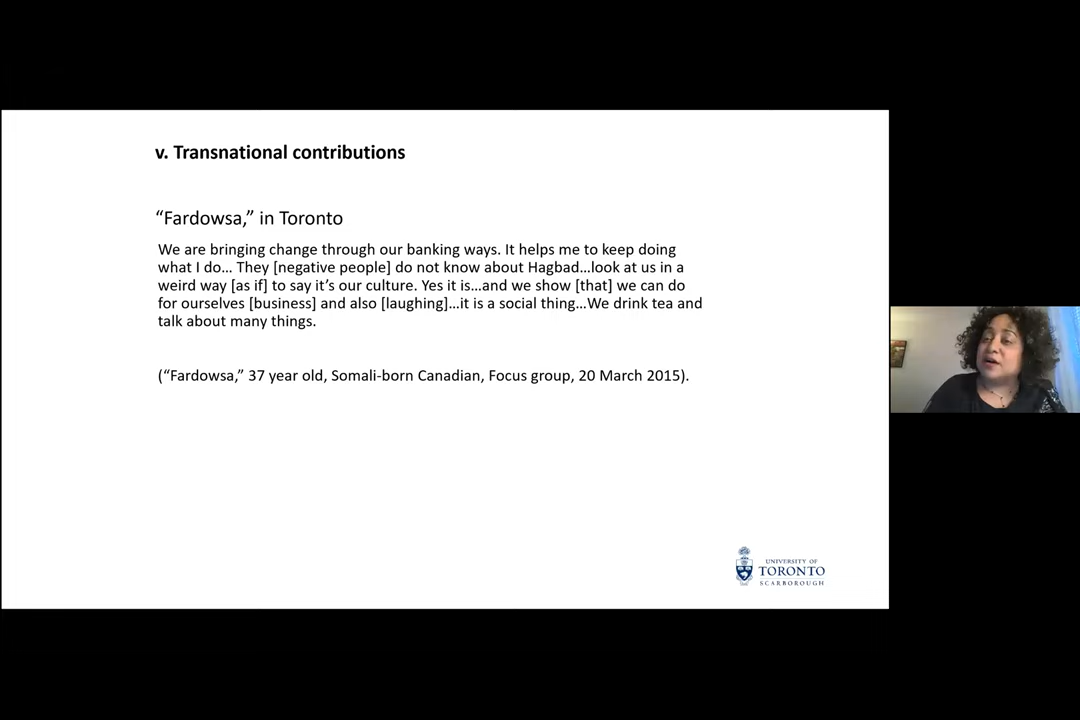 v. Transnational contributions
“Fardowsa,” in Toronto
We are bringing change through our banking ways. It helps me to keep doing
what I do... They [negative people] do not know about Hagbad...look at us in a
weird way [as if] to say it’s our culture. Yes it is...and we show [that] we can do
for ourselves [business] and also [laughing]...it is a social thing...We drink tea and
talk about many things.
(“Fardowsa,” 37 year old, Somali-born Canadian, Focus group, 20 March 2015).
UNIVERSITY OF
TORONTO
SCARBOROUGH